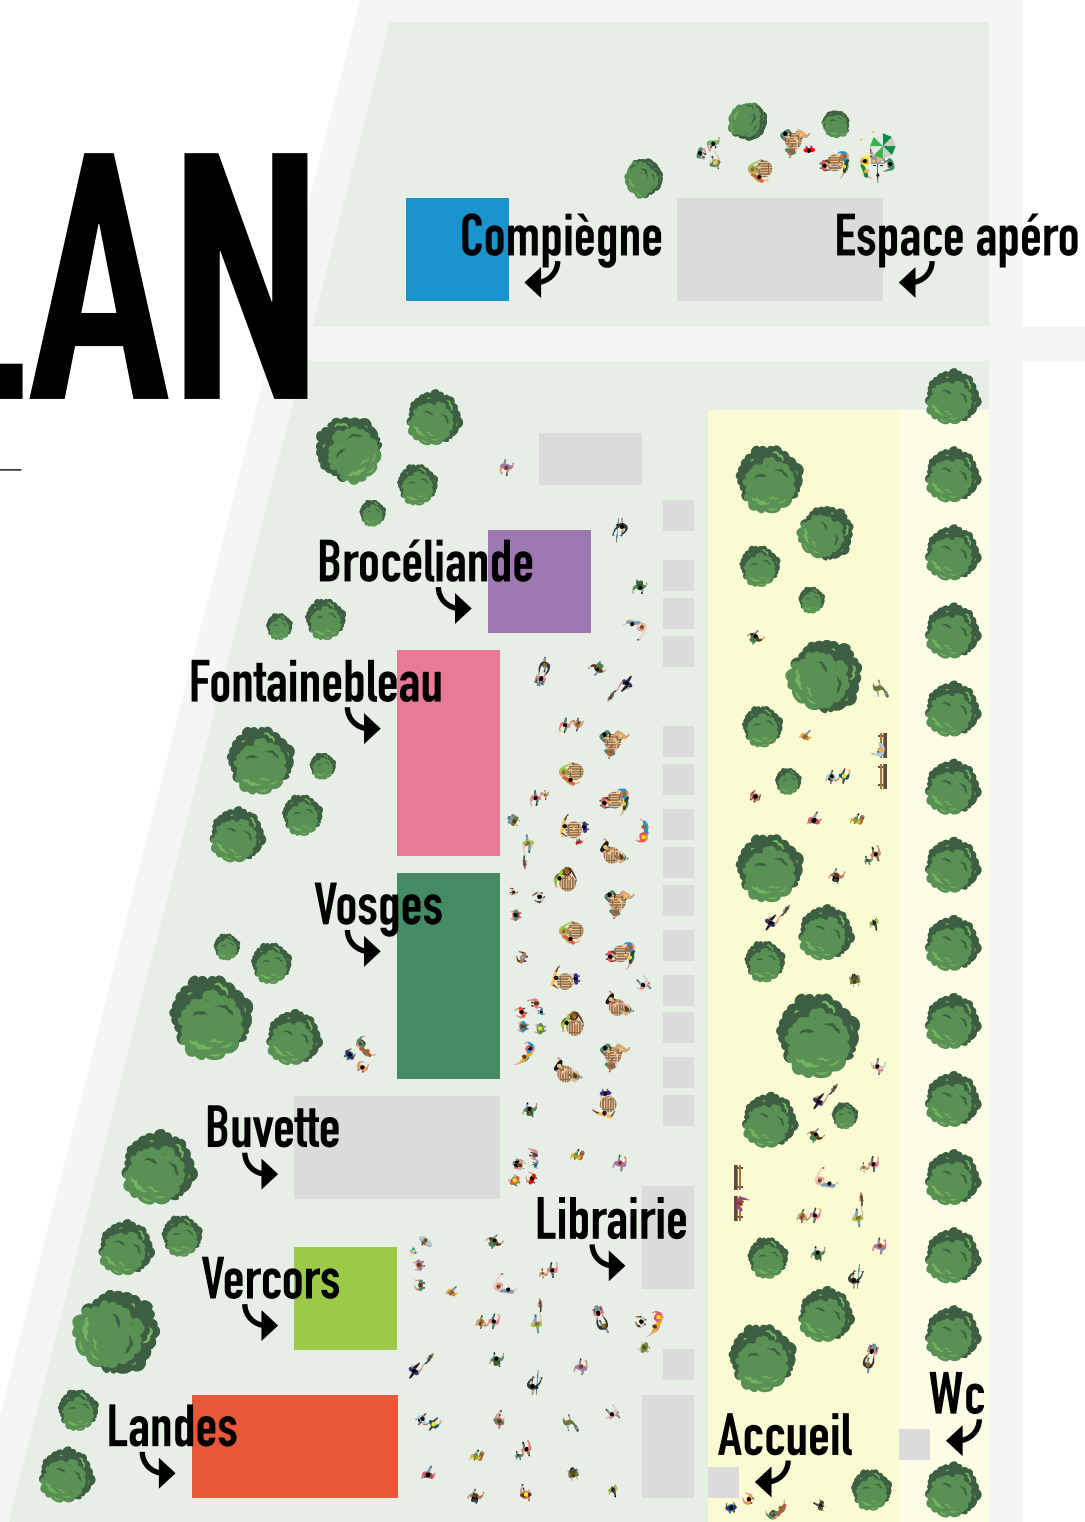 LAN
Compiègne
Espace apéro
Brocéliande
Fontainebleau
Vosges
Buvette
Librairie
Vercors
Wc
Landes
Accueil